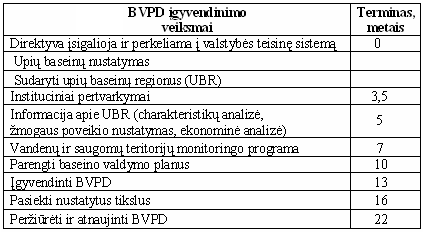 BVPD įgyvendinimo
veiksmai
Terminas,
metais
Direktyva įsigalioja ir perkeliama į valstybės teisinę sistemą 0
Upių baseinų nustatymas
Sudaryti upių baseinų regionus (UBR)
Instituciniai pertvarkymai 3,5
Informacija apie UBR (charakteristikų analizė,
žmogaus poveikio nustatymas, ekonominė analizė) 5
Vandenų ir saugomų teritorijų monitoringo programa 7
Parengti baseino valdymo planus 10
Įgyvendinti BVPD 13
Pasiekti nustatytus tikslus 16
Peržiūrėti ir atnaujinti BVPD 22